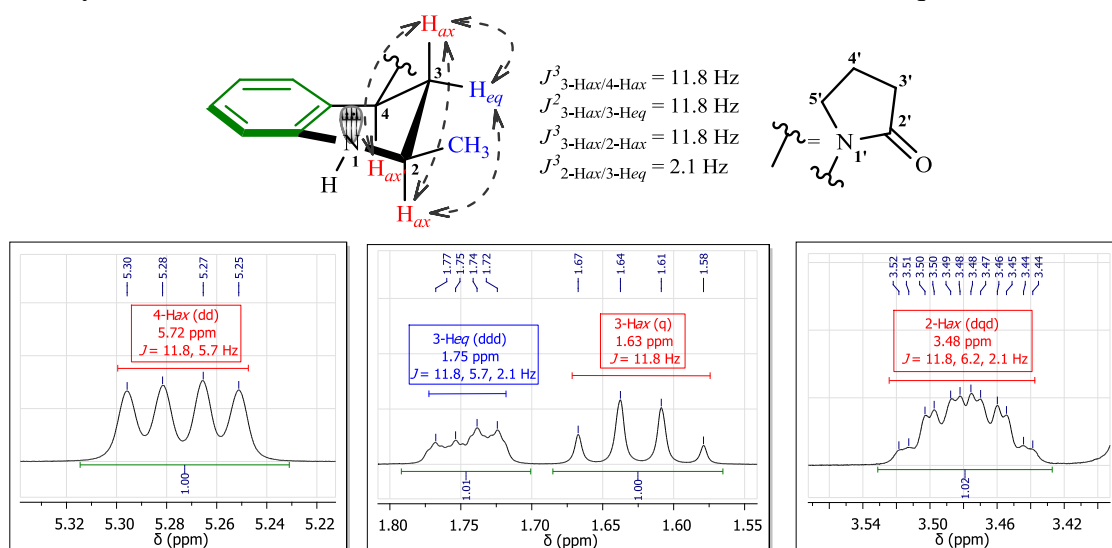 H ax
3
H eq
4
N
1
CH3
2
H
H ax
H ax
J³ 3-Hax/4-Hax = 11.8 Hz
J² 3-Hax/3-Heq = 11.8 Hz
J³ 3-Hax/2-Hax = 11.8 Hz
J³ 2-Hax/3-Heq = 2.1 Hz
=
4'
5'
3'
N
1'
2'
O
5.30 5.28 5.27 5.25
4-Hax (dd)
5.72 ppm
J = 11.8, 5.7 Hz
1.00
5.32 5.30 5.28 5.26 5.24 5.22
δ (ppm)
1.77 1.75 1.74 1.72 1.67 1.64 1.61 1.58
3-Heq (ddd)
1.75 ppm
J = 11.8, 5.7, 2.1 Hz
3-Hax (q)
1.63 ppm
J = 11.8 Hz
1.01 1.00
1.80 1.75 1.70 1.65 1.60 1.55
δ (ppm)
3.52 3.51 3.50 3.50 3.49 3.48 3.48 3.47 3.46 3.45 3.44 3.44
2-Hax (dqd)
3.48 ppm
J = 11.8, 6.2, 2.1 Hz
1.02
3.54 3.50 3.46 3.42
δ (ppm)